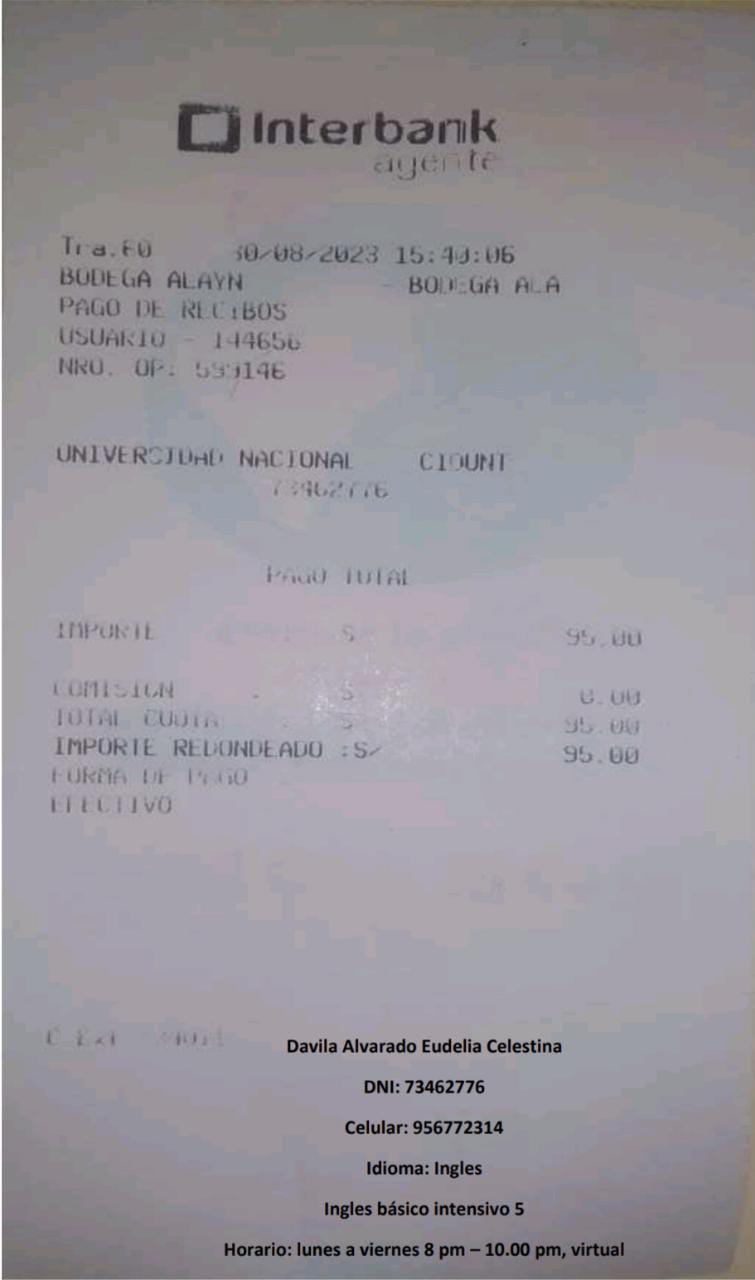 Interbank
agente
Tra.60 30/08/2023 15:40:06
BODEGA ALAYN - BODEGA ALA
PAGO DE RECIBOS
USUARIO - 144656
NRO. OP.
UNIVERSIDAD NACIONAL CIDUNT
73462776
PAGO TOTAL
IMPORTE S/ 95.00
COMISION : S/ 0.00
TOTAL CUOTA : S/ 95.00
IMPORTE REDONDEADO :S/ 95.00
FORMA DE PAGO
EFECTIVO
Davila Alvarado Eudelia Celestina
DNI: 73462776
Celular: 956772314
Idioma: Ingles
Ingles básico intensivo 5
Horario: lunes a viernes 8 pm – 10.00 pm, virtual